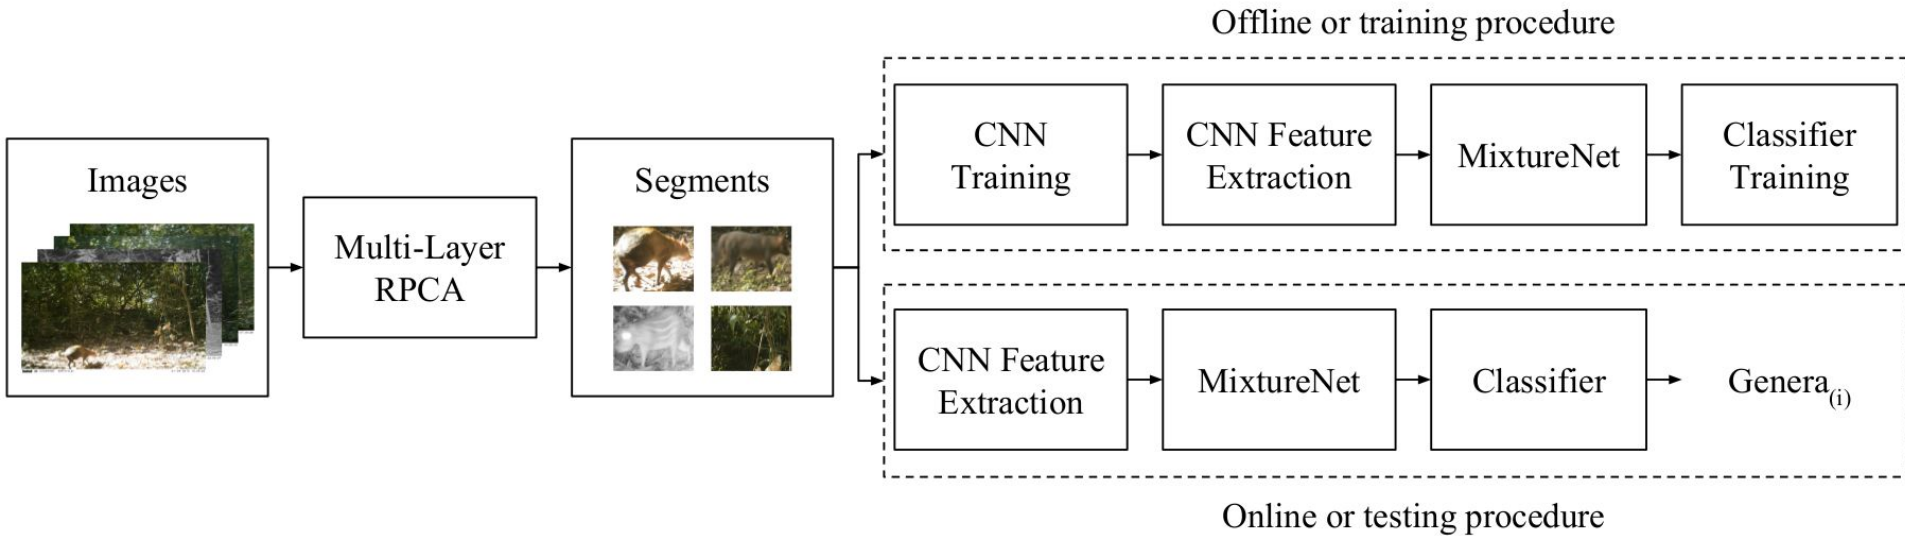 Offline or training procedure
Images
Multi-Layer
RPCA
Segments
CNN
Training
CNN Feature
Extraction
MixtureNet
Classifier
Training
CNN Feature
Extraction
MixtureNet
Classifier
Genera(i)
Online or testing procedure